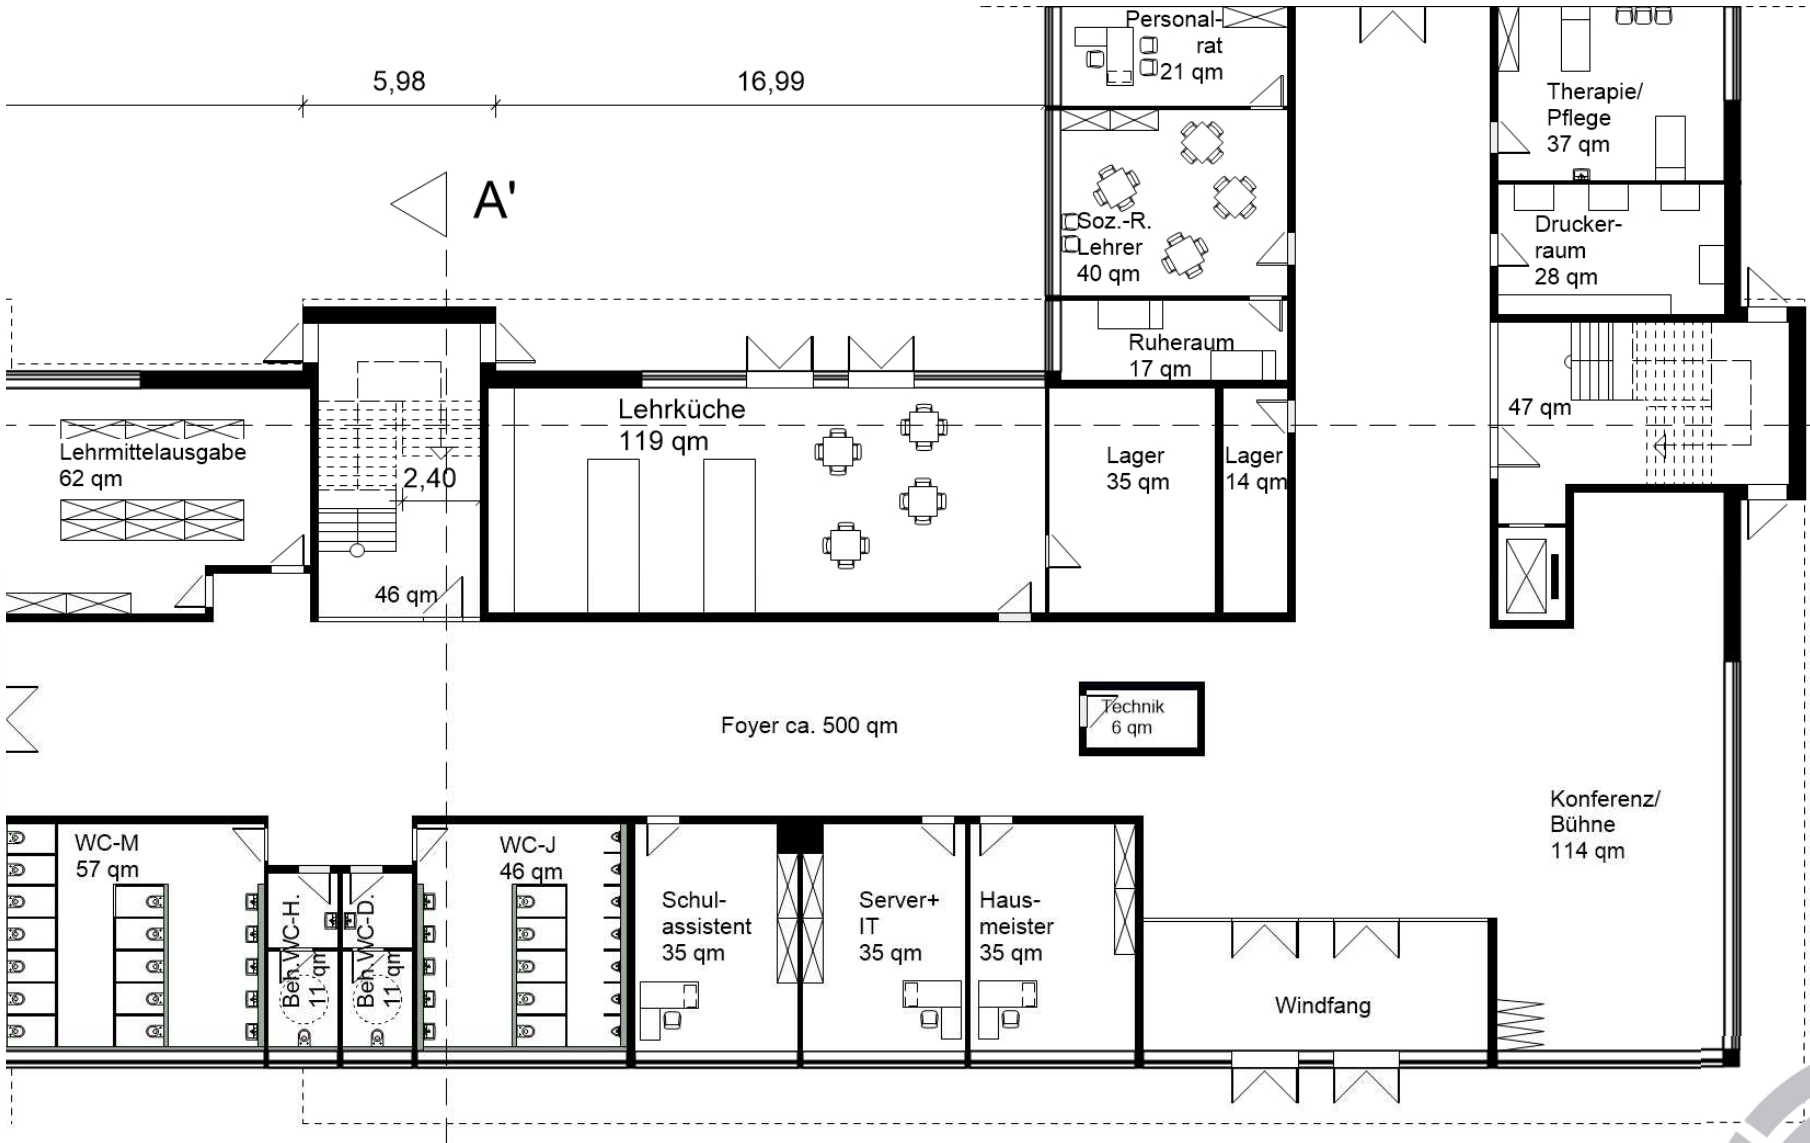 Personal-
rat
21 qm
5,98
16,99
Therapie/
Pflege
37 qm
A'
Soz.-R.
Lehrer
40 qm
Drucker-
raum
28 qm
Ruheraum
17 qm
Lehrküche
119 qm
47 qm
Lehrmittelausgabe
62 qm
2,40
Lager
35 qm
Lager
14 qm
46 qm
Technik
6 qm
Foyer ca. 500 qm
Konferenz/
Bühne
114 qm
WC-M
57 qm
Beh.WC-H.
11 qm
Beh.WC-D.
11 qm
WC-J
46 qm
Schul-
assistent
35 qm
Server+
IT
35 qm
Haus-
meister
35 qm
Windfang